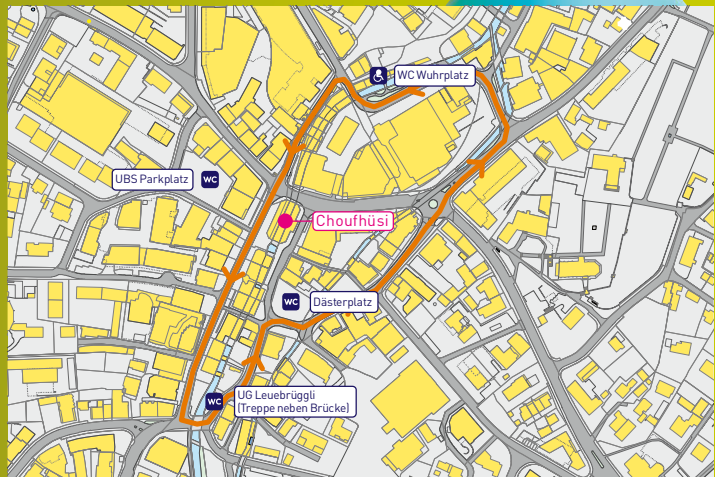 WC Wuhrplatz
UBS Parkplatz
WC
Choufhüsi
WC
Dästerplatz
WC
UG Leuebrüggli
(Treppe neben Brücke)